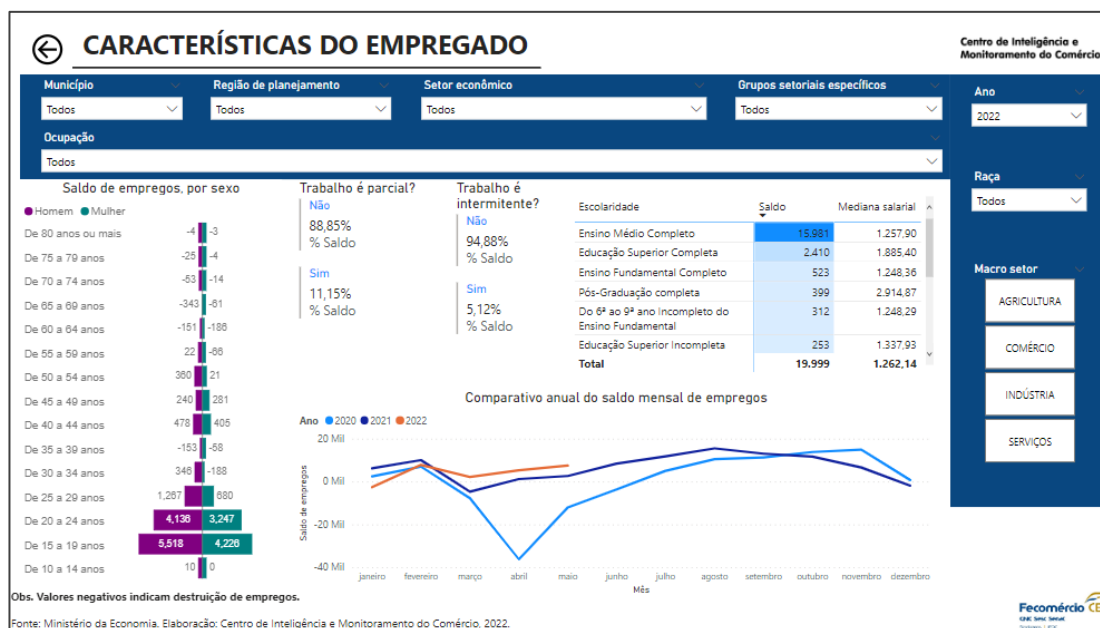 CARACTERÍSTICAS DO EMPREGADO
Centro de Inteligência e
Monitoramento do Comércio
Município
Todos
Região de planejamento
Todos
Setor econômico
Todos
Grupos setoriais específicos
Todos
Ocupação
Todos
Ano
2022
Raça
Todos
Macro setor
AGRICULTURA
COMÉRCIO
INDÚSTRIA
SERVIÇOS
Saldo de empregos, por sexo
Homem Mulher
De 80 anos ou mais -4 -3
De 75 a 79 anos -25 -4
De 70 a 74 anos -53 -14
De 65 a 69 anos -343 -61
De 60 a 64 anos -151 -186
De 55 a 59 anos 22 -66
De 50 a 54 anos 360 21
De 45 a 49 anos 240 281
De 40 a 44 anos 478 405
De 35 a 39 anos -153 -58
De 30 a 34 anos 346 -188
De 25 a 29 anos 1,267 680
De 20 a 24 anos 4,136 3,247
De 15 a 19 anos 5,518 4,226
De 10 a 14 anos 10 0
Trabalho é parcial?
Não
88,85%
% Saldo
Sim
11,15%
% Saldo
Trabalho é
intermitente?
Não
94,88%
% Saldo
Sim
5,12%
% Saldo
Escolaridade Saldo Mediana salarial
Ensino Médio Completo 15.981 1.257,90
Educação Superior Completa 2.410 1.885,40
Ensino Fundamental Completo 523 1.248,36
Pós-Graduação completa 399 2.914,87
Do 6ª ao 9ª ano Incompleto do 312 1.248,29
Ensino Fundamental
Educação Superior Incompleta 253 1.337,93
Total 19.999 1.262,14
Comparativo anual do saldo mensal de empregos
Ano 2020 2021 2022
Saldo de empregos
20 Mil
0 Mil
-20 Mil
-40 Mil
janeiro fevereiro março abril maio junho julho agosto setembro outubro novembro dezembro
Mês
Obs. Valores negativos indicam destruição de empregos.
Fonte: Ministério da Economia. Elaboração: Centro de Inteligência e Monitoramento do Comércio, 2022.
Fecomércio CE